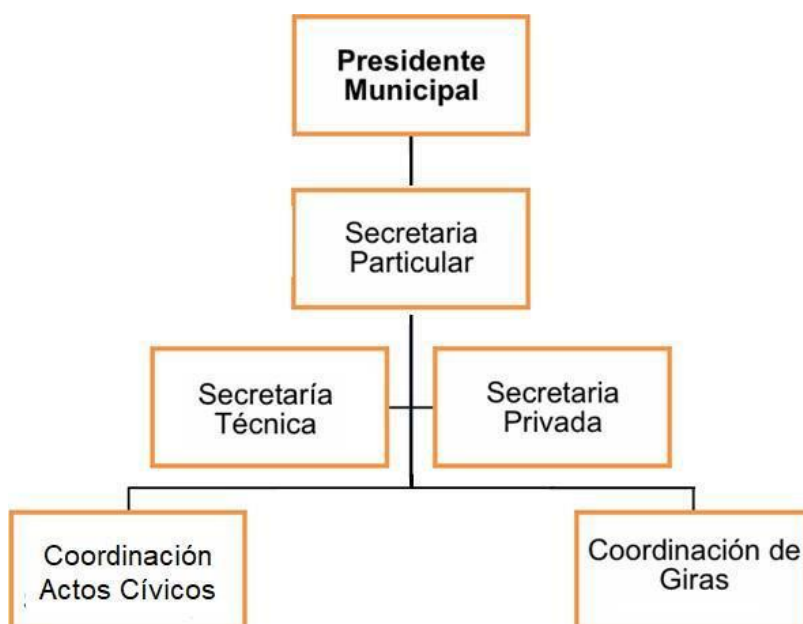 Presidente
Municipal
Secretaria
Particular
Secretaría
Técnica
Secretaria
Privada
Coordinación
Actos Cívicos
Coordinación de
Giras